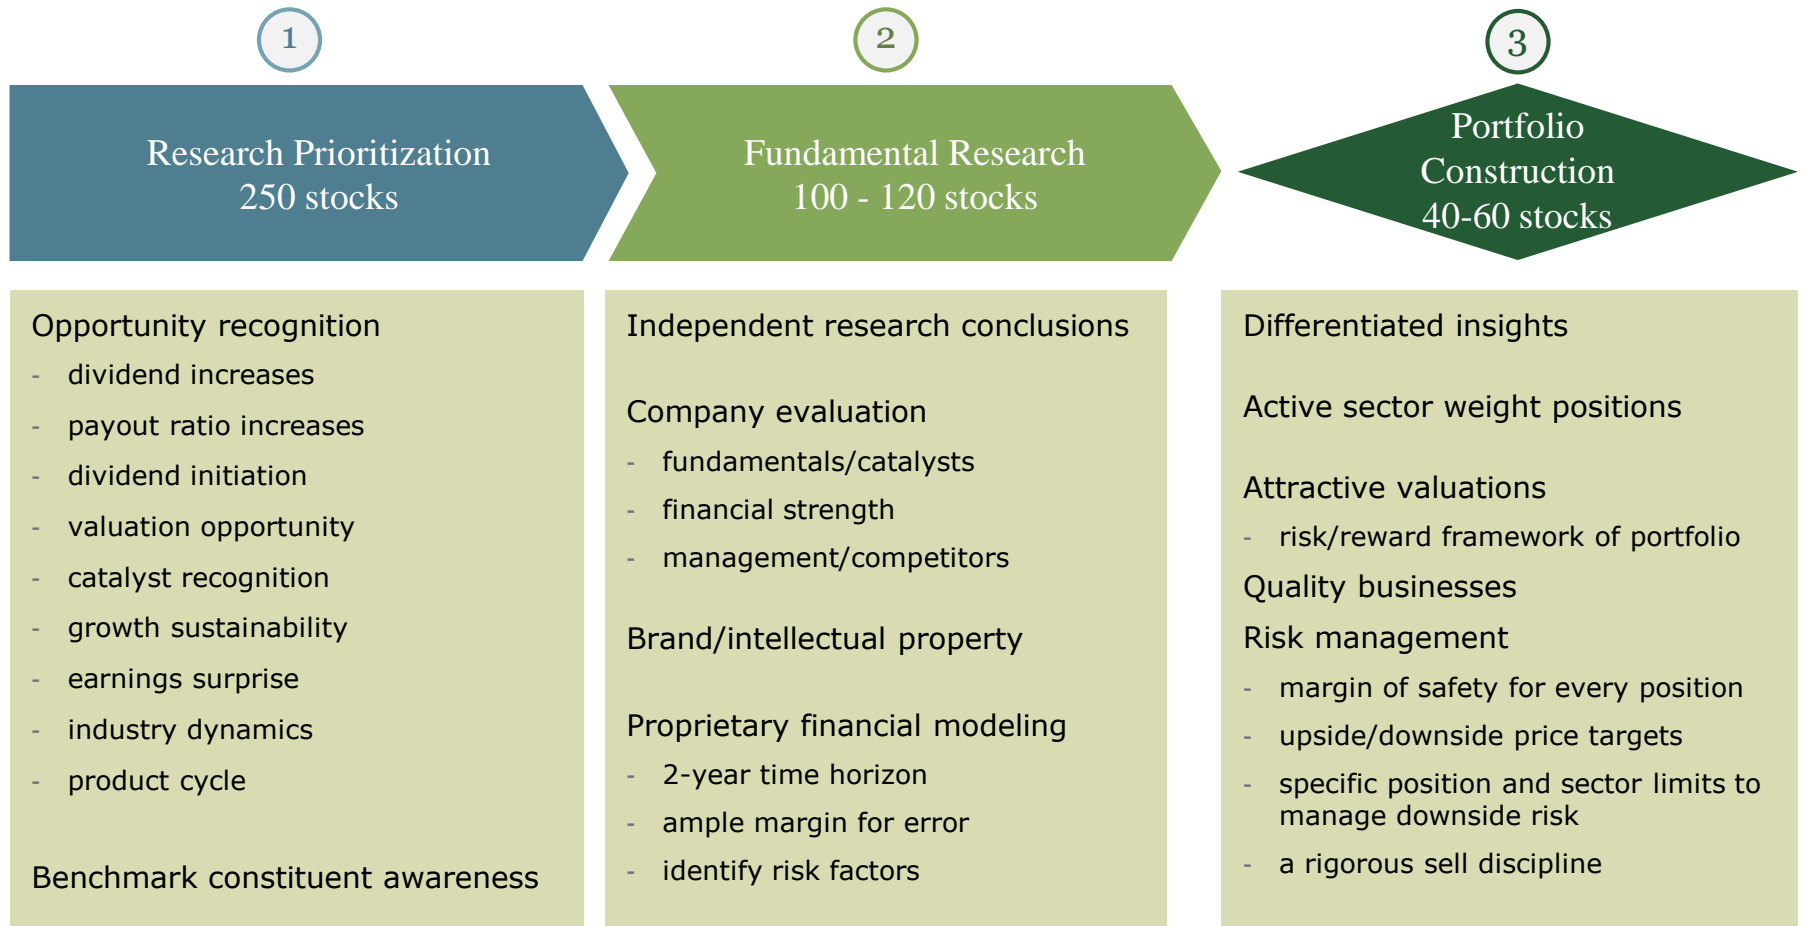 1
Research Prioritization
250 stocks
Opportunity recognition
- dividend increases
- payout ratio increases
- dividend initiation
- valuation opportunity
- catalyst recognition
- growth sustainability
- earnings surprise
- industry dynamics
- product cycle
Benchmark constituent awareness
2
Fundamental Research
100 - 120 stocks
Independent research conclusions
Company evaluation
- fundamentals/catalysts
- financial strength
- management/competitors
Brand/intellectual property
Proprietary financial modeling
- 2-year time horizon
- ample margin for error
- identify risk factors
3
Portfolio
Construction
40-60 stocks
Differentiated insights
Active sector weight positions
Attractive valuations
- risk/reward framework of portfolio
Quality businesses
Risk management
- margin of safety for every position
- upside/downside price targets
- specific position and sector limits to
manage downside risk
- a rigorous sell discipline